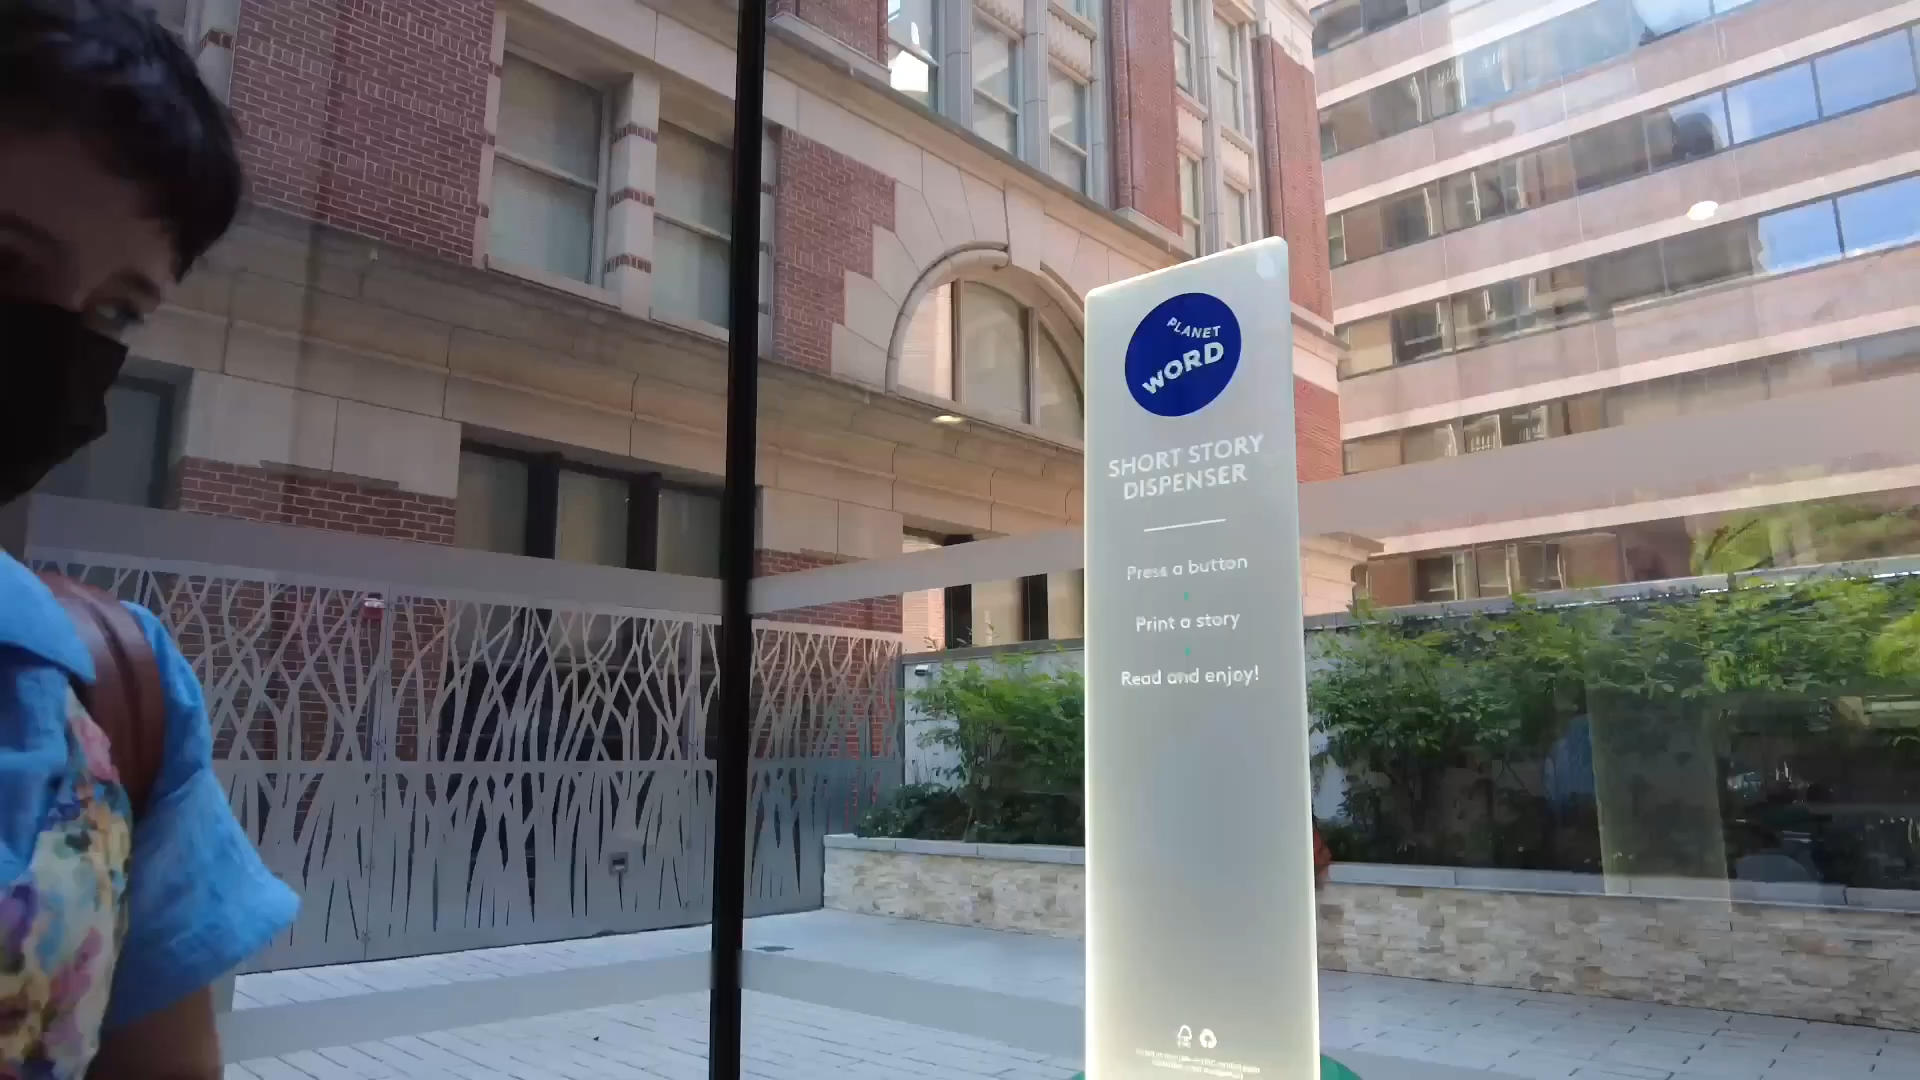 PLANET
WORD
SHORT STORY
DISPENSER
Press a button
Print a story
Read and enjoy!